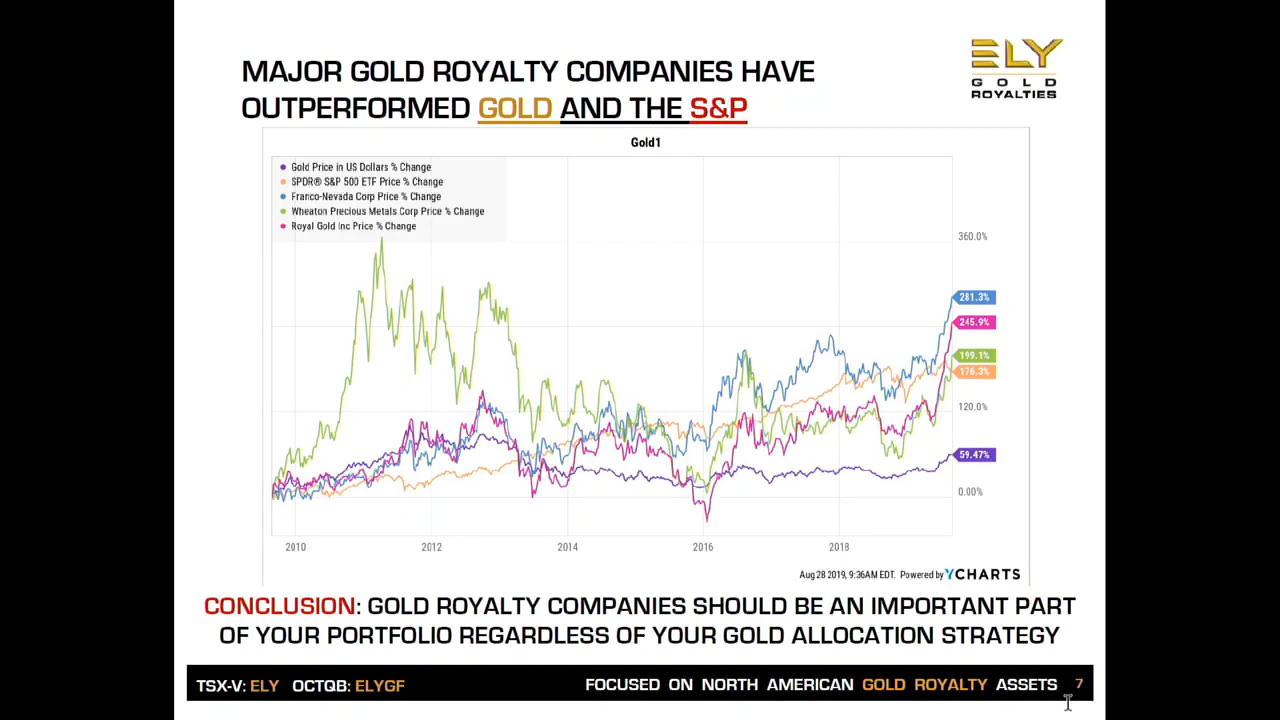 MAJOR GOLD ROYALTY COMPANIES HAVE
OUTPERFORMED GOLD AND THE S&P
ELY
GOLD
ROYALTIES
Gold1
Gold Price in US Dollars % Change
SPDR® S&P 500 ETF Price % Change
Franco-Nevada Corp Price % Change
Wheaton Precious Metals Corp Price % Change
Royal Gold Inc Price % Change
360.0%
281.3%
245.9%
199.1%
176.3%
120.0%
59.47%
0.00%
2010 2012 2014 2016 2018
Aug 28 2019, 9:36AM EDT. Powered by YCHARTS
CONCLUSION: GOLD ROYALTY COMPANIES SHOULD BE AN IMPORTANT PART
OF YOUR PORTFOLIO REGARDLESS OF YOUR GOLD ALLOCATION STRATEGY
TSX-V: ELY OCTQB: ELYGF FOCUSED ON NORTH AMERICAN GOLD ROYALTY ASSETS 7